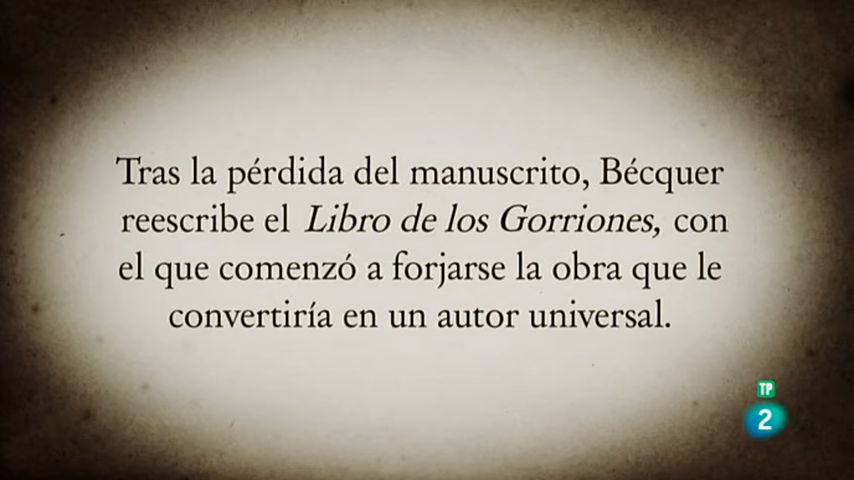 Tras la pérdida del manuscrito, Bécquer
reescribe el Libro de los Gorriones, con
el que comenzó a forjarse la obra que le
convertiría en un autor universal.
TP
2